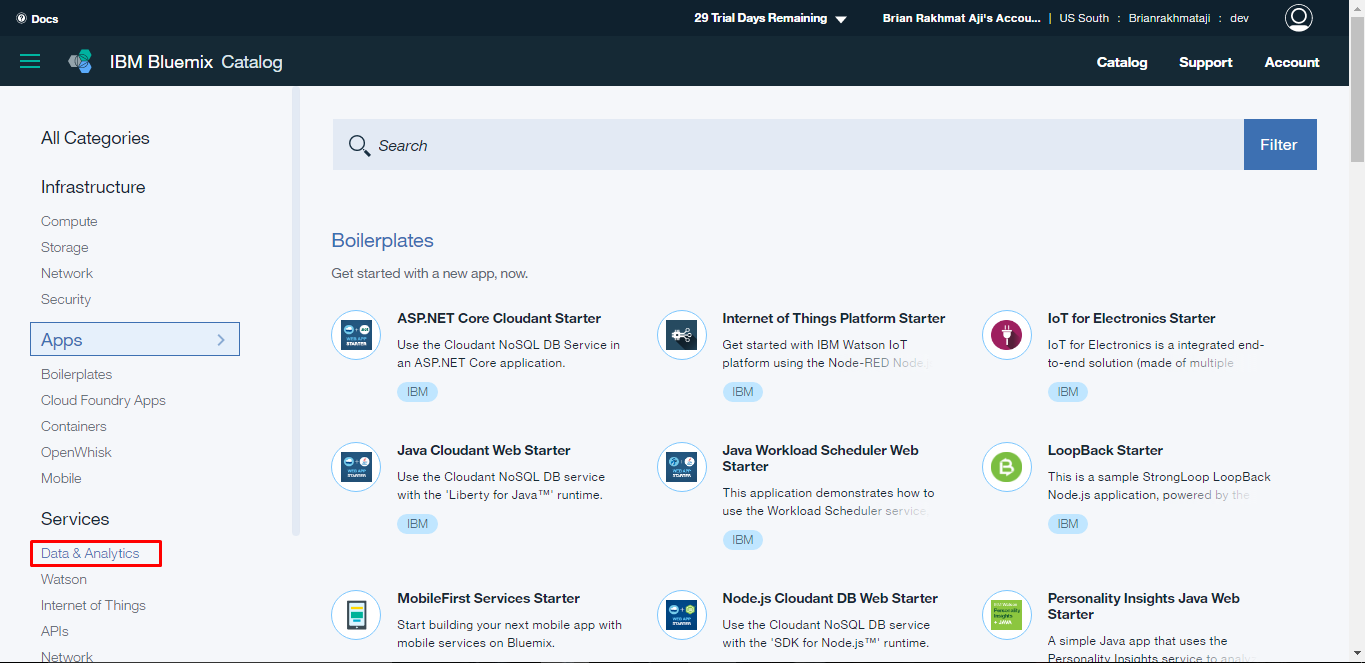 Docs
29 Trial Days Remaining
Brian Rakhmat Aji's Accou... | US South : Brianrakhmataji : dev
IBM Bluemix Catalog
Catalog
Support
Account
All Categories
Infrastructure
Compute
Storage
Network
Security
Apps
Boilerplates
Cloud Foundry Apps
Containers
OpenWhisk
Mobile
Services
Data & Analytics
Watson
Internet of Things
APIs
Network
Search
Filter
Boilerplates
Get started with a new app, now.
ASP.NET Core Cloudant Starter
Use the Cloudant NoSQL DB Service in
an ASP.NET Core application.
IBM
Internet of Things Platform Starter
Get started with IBM Watson IoT
platform using the Node-RED Node
IBM
IoT for Electronics Starter
IoT for Electronics is a integrated end-
to-end solution (made of multiple
IBM
Java Cloudant Web Starter
Use the Cloudant NoSQL DB service
with the 'Liberty for Java™' runtime.
IBM
Java Workload Scheduler Web
Starter
This application demonstrates how to
use the Workload Scheduler service
IBM
LoopBack Starter
This is a sample StrongLoop LoopBack
Node.js application, powered by the
IBM
MobileFirst Services Starter
Start building your next mobile app with
mobile services on Bluemix.
Node.js Cloudant DB Web Starter
Use the Cloudant NoSQL DB service
with the 'SDK for Node.js™' runtime.
Personality Insights Java Web
Starter
A simple Java app that uses the
Personality Insights service to